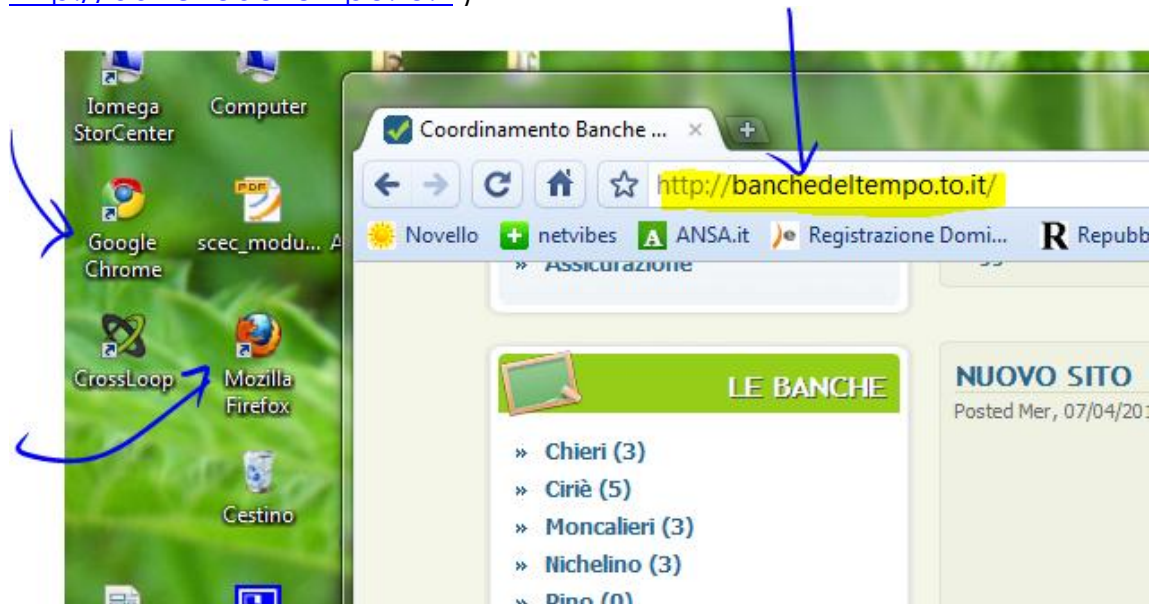 Iomega
StorCenter
Computer
Google
Chrome
scec_modu...
CrossLoop
Mozilla
Firefox
Cestino
Coordinamento Banche ...
http://banchedeltempo.to.it/
Novello
netvibes
ANSA.it
Registrazione Domi...
Repubb
» Assicurazione
LE BANCHE
» Chieri (3)
» Ciriè (5)
» Moncalieri (3)
» Nichelino (3)
» Pino (0)
NUOVO SITO
Posted Mer, 07/04/201